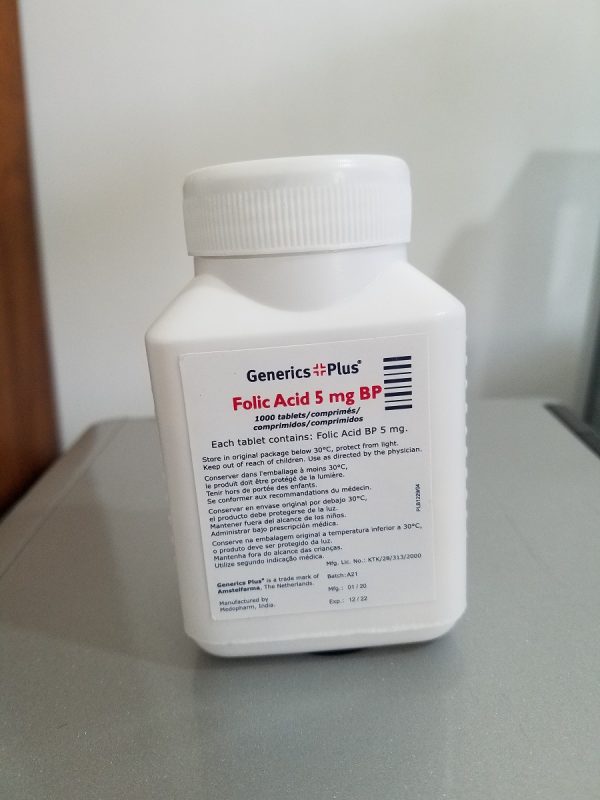 Generics Plus®
Folic Acid 5 mg BP
1000 tablets/comprimés/
comprimidos/comprimidos
Each tablet contains: Folic Acid BP 5 mg.
Store in original package below 30°C, protect from light.
Keep out of reach of children. Use as directed by the physician.
Conserver dans l'emballage à moins 30°C,
le produit doit être protégé de la lumière.
Tenir hors de portée des enfants.
Se conformer aux recommandations du médecin.
Conservar en envase original por debajo 30°C,
el producto debe protegerse de la luz.
Mantener fuera del alcance de los niños.
Administrar bajo prescripción médica.
Conserve na embalagem original a temperatura inferior a 30°C,
o produto deve ser protegido da luz.
Mantenha fora do alcance das crianças.
Utilize segundo indicação médica.
Mfg. Lic. No.: KTK/28/313/2000
Generics Plus® is a trade mark of
Amstelfarma, The Netherlands.
Manufactured by
Medopharm, India.
Batch.: A21
Mfg.: 01/20
Exp.: 12/22